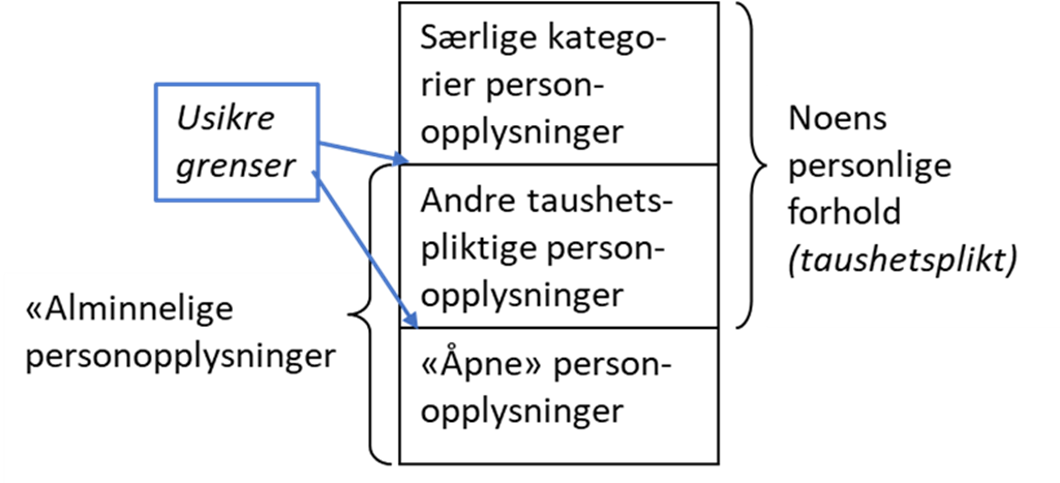 Særlige katego-
rier person-
opplysninger
Usikre
grenser
Noens
personlige
forhold
(taushetsplikt)
Andre taushets-
pliktige person-
opplysninger
«Alminnelige
personopplysninger
«Åpne» person-
opplysninger